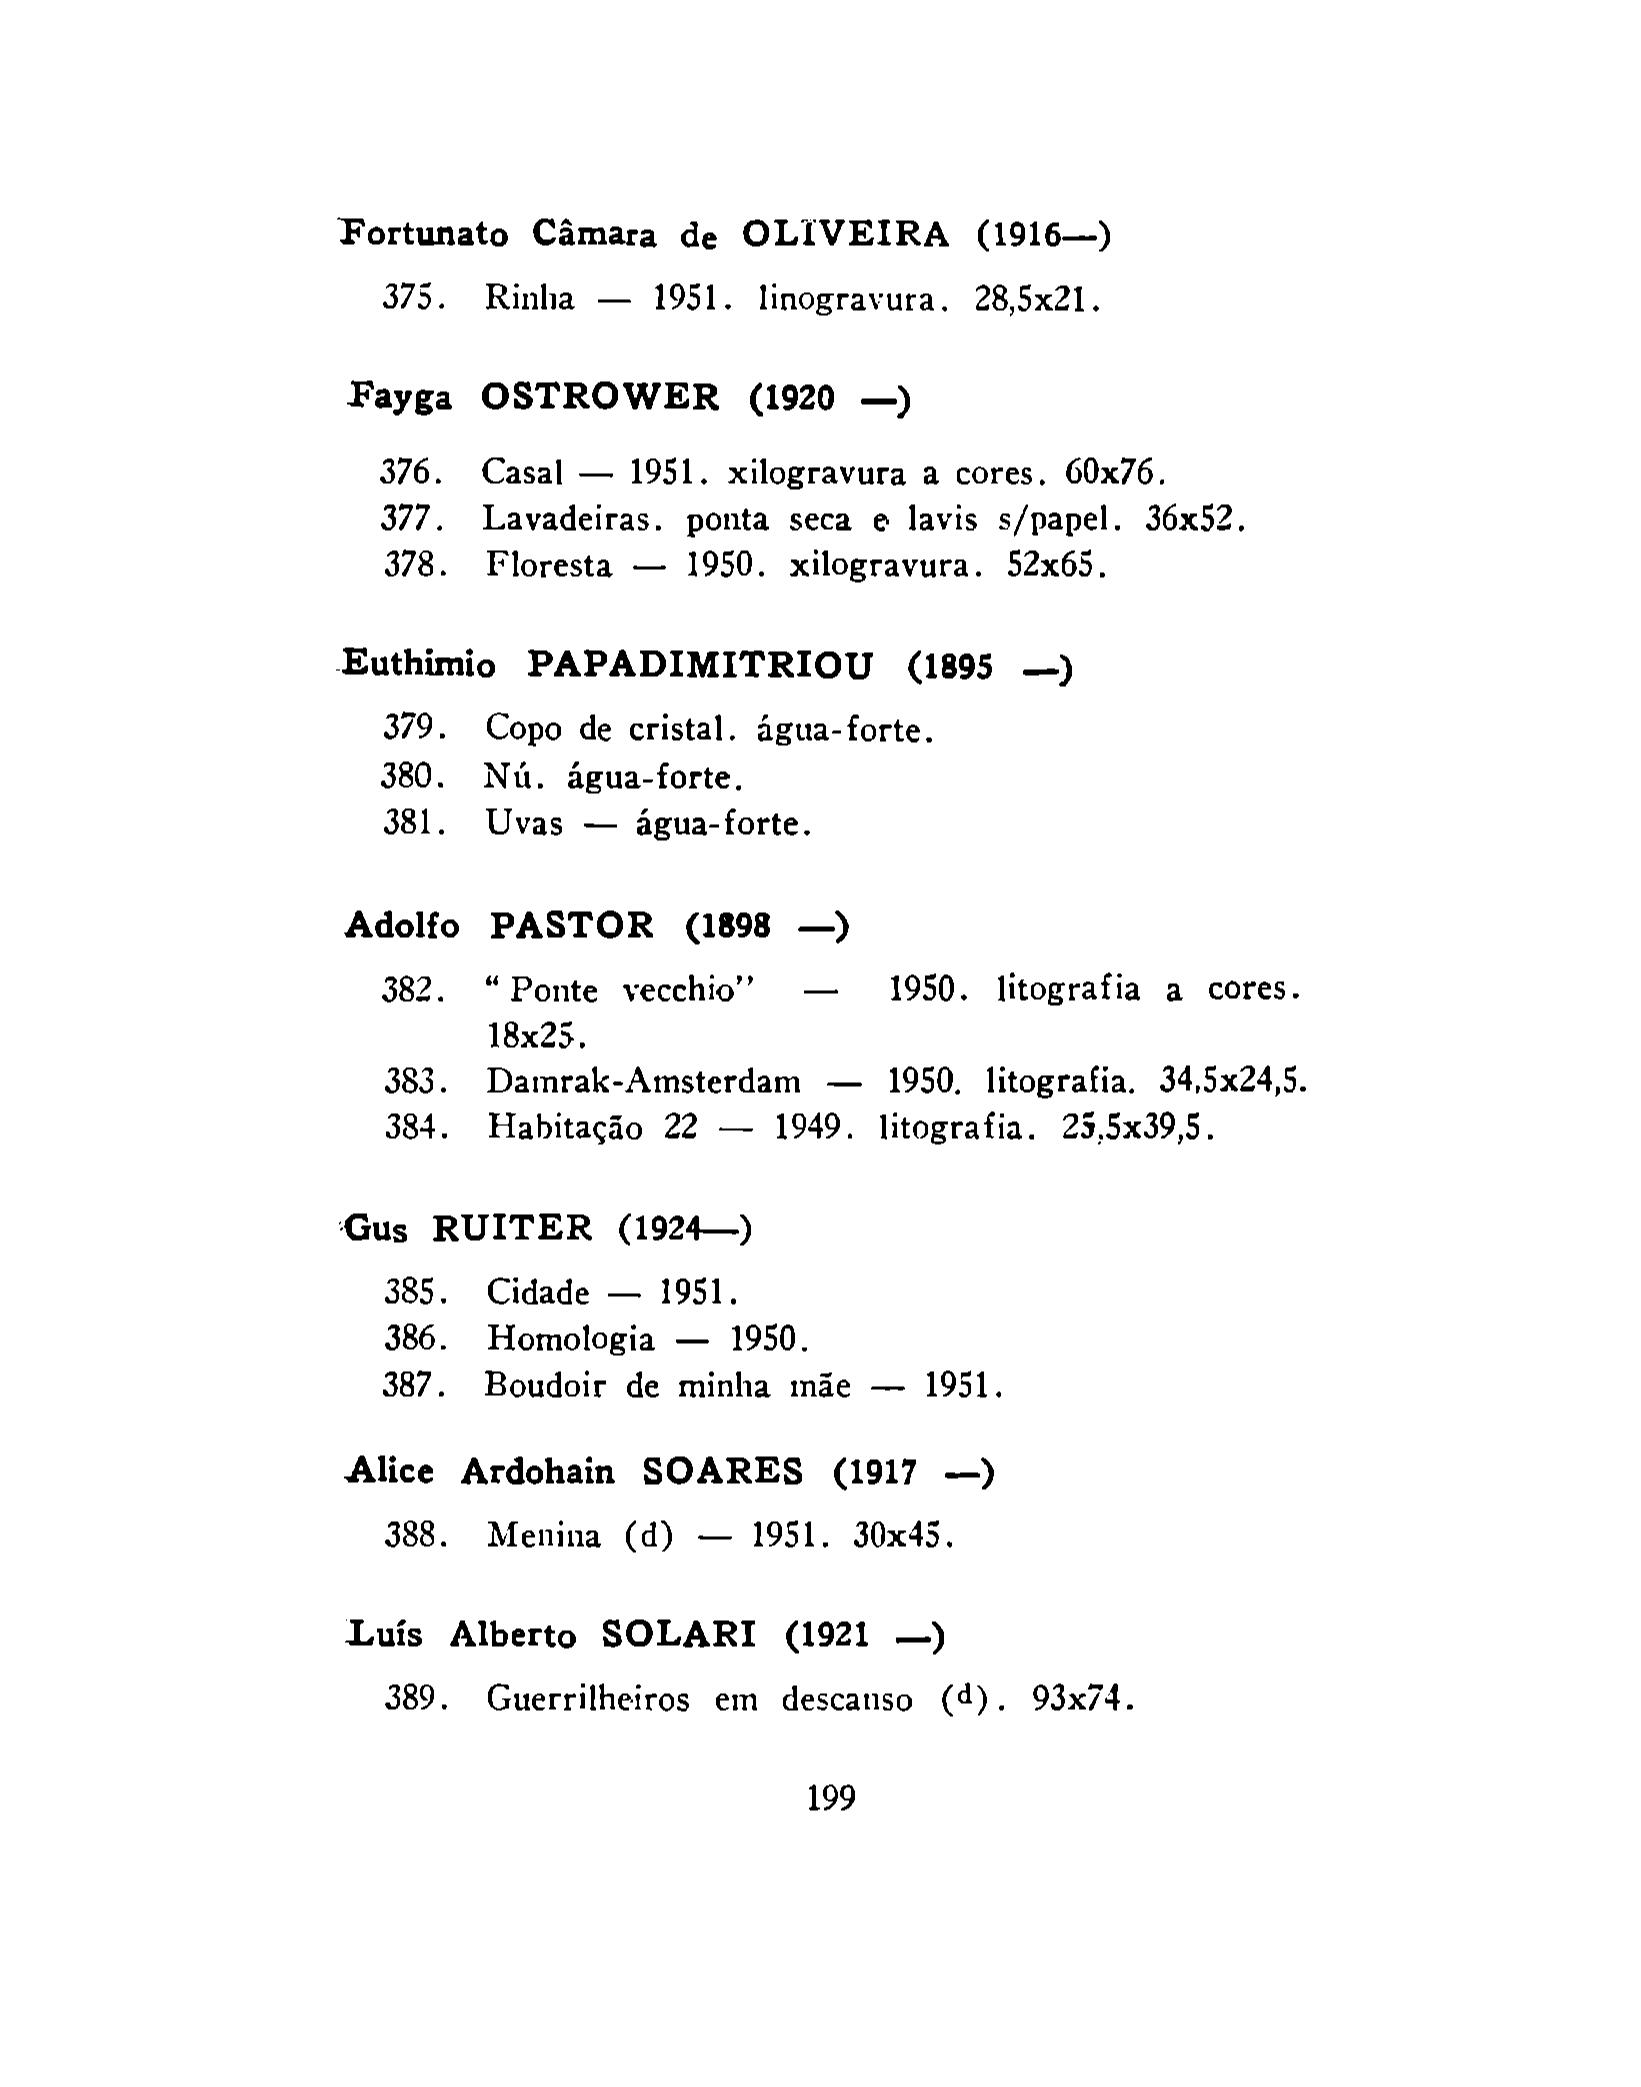 Fortunato Câmara de OLIVEIRA (1916—)
375. Rinha — 1951. linogravura. 28,5x21.
Fayga OSTROWER (1920 —)
376. Casal — 1951. xilogravura a cores. 60x76.
377. Lavadeiras. ponta seca e lavis s/papel. 36x52.
378. Floresta — 1950. xilogravura. 52x65.
Euthimio PAPADIMITRIOU (1895 —)
379. Copo de cristal. água-forte.
380. Nú. água-forte.
381. Uvas — água-forte.
Adolfo PASTOR (1898 —)
382. “Ponte vecchio” — 1950. litografia a cores.
18x25.
383. Damrak-Amsterdam — 1950. litografia. 34,5x24,5.
384. Habitação 22 — 1949. litografia. 25,5x39,5.
Gus RUITER (1924—)
385. Cidade — 1951.
386. Homologia — 1950.
387. Boudoir de minha mãe — 1951.
Alice Ardohain SOARES (1917 —)
388. Menina (d) — 1951. 30x45.
Luís Alberto SOLARI (1921 —)
389. Guerrilheiros em descanso (d). 93x74.
199